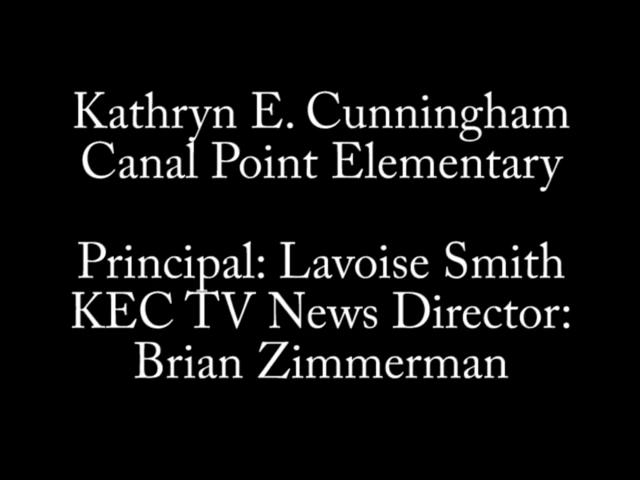 Kathryn E. Cunningham
Canal Point Elementary
Principal: Lavoise Smith
KEC TV News Director:
Brian Zimmerman